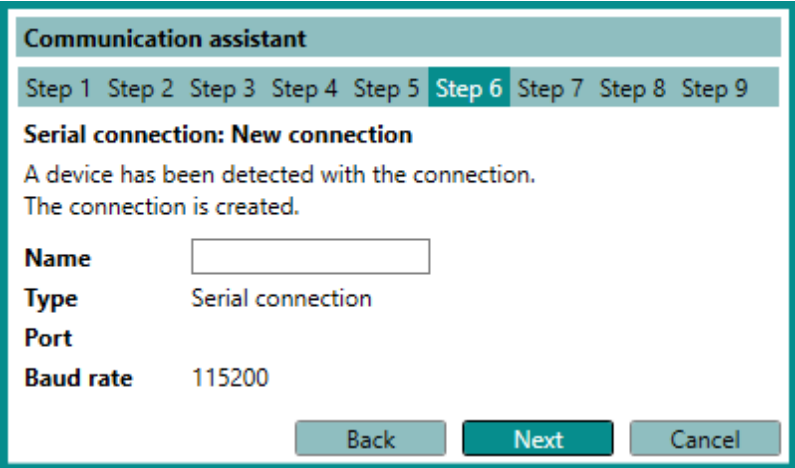 Communication assistant
Step 1 Step 2 Step 3 Step 4 Step 5 Step 6 Step 7 Step 8 Step 9
Serial connection: New connection
A device has been detected with the connection.
The connection is created.
Name
Type Serial connection
Port
Baud rate 115200
Back Next Cancel